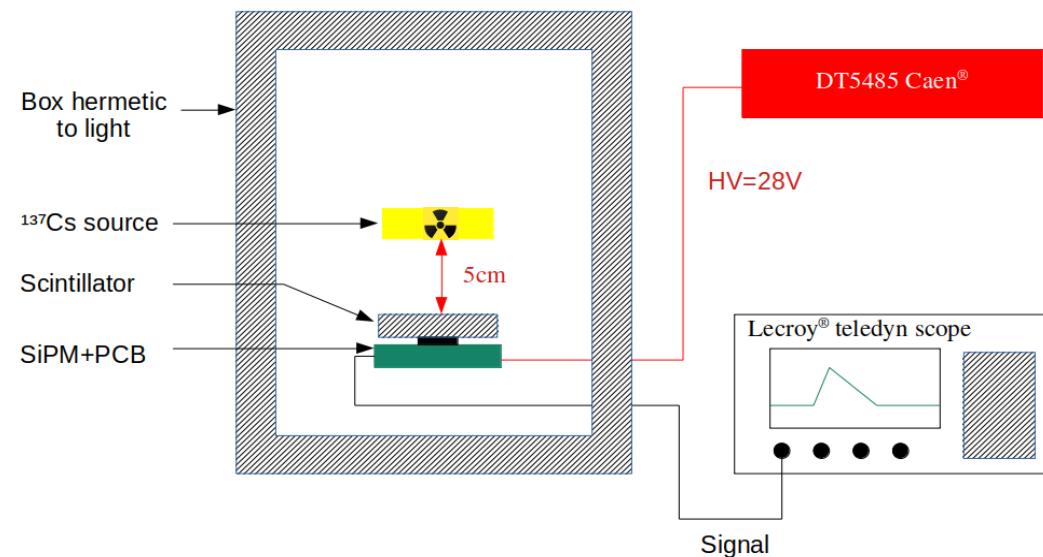 Box hermetic
to light
¹³⁷Cs source
Scintillator
SiPM+PCB
5cm
DT5485 Caen®
HV=28V
Lecroy® teledyn scope
Signal